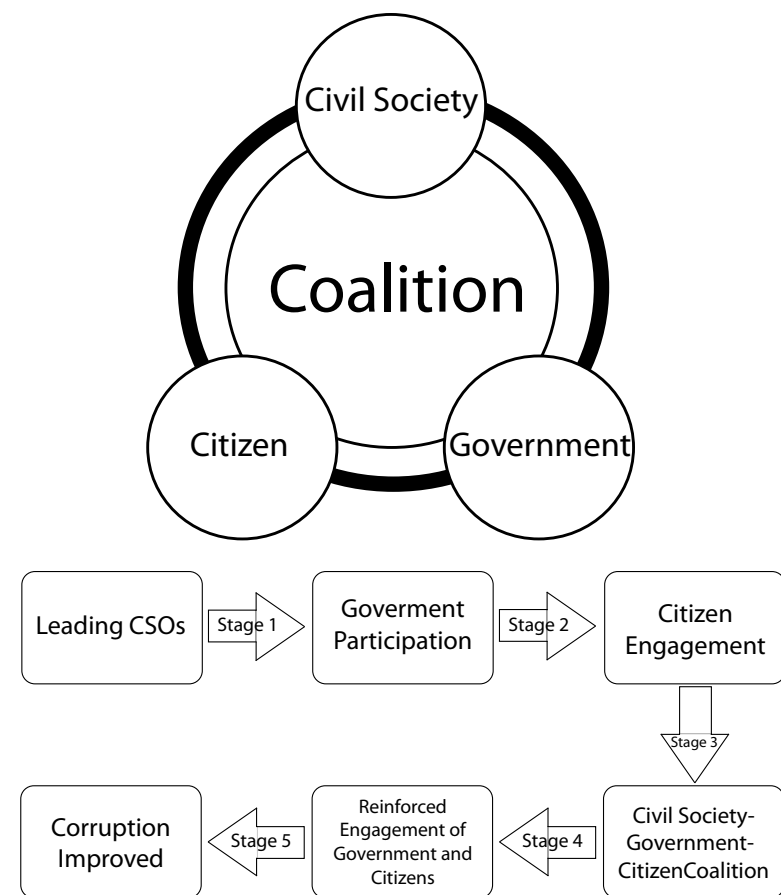 Civil Society
Coalition
Citizen
Government
Leading CSOs
Stage 1
Goverment
Participation
Stage 2
Citizen
Engagement
Stage 3
Civil Society-
Government-
CitizenCoalition
Stage 4
Reinforced
Engagement of
Government and
Citizens
Stage 5
Corruption
Improved